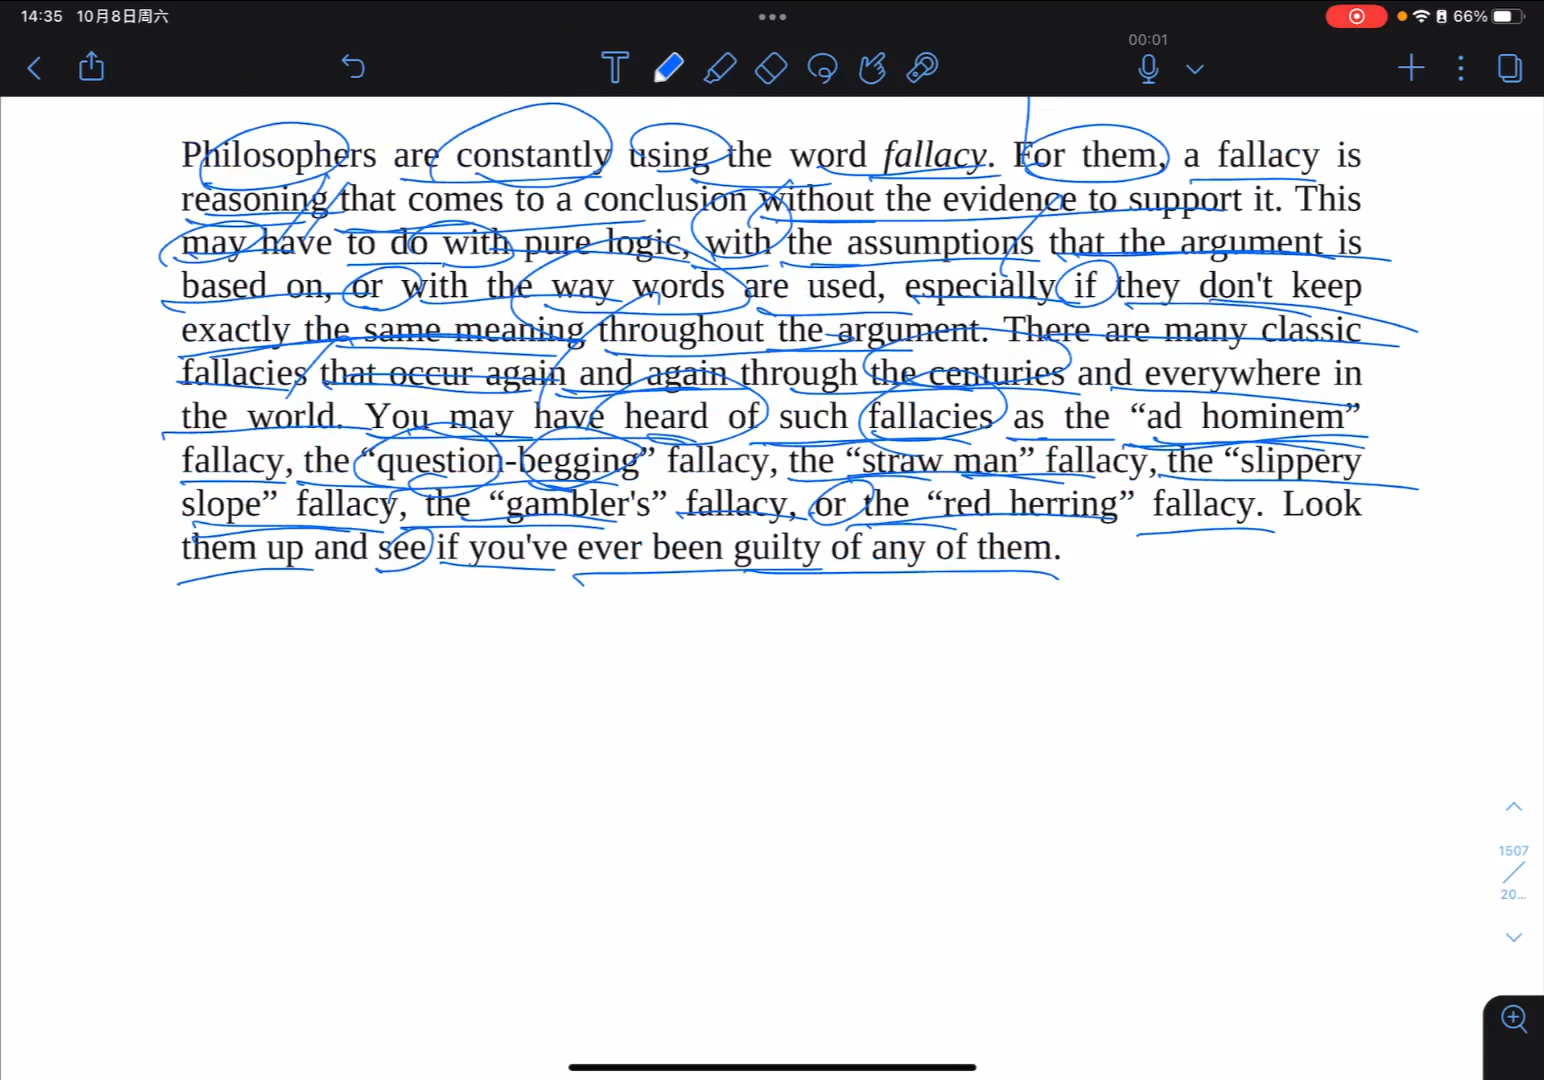 14:35 10月8日周六
66%
00:01
Philosophers are constantly using the word fallacy. For them, a fallacy is
reasoning that comes to a conclusion without the evidence to support it. This
may have to do with pure logic, with the assumptions that the argument is
based on, or with the way words are used, especially if they don't keep
exactly the same meaning throughout the argument. There are many classic
fallacies that occur again and again through the centuries and everywhere in
the world. You may have heard of such fallacies as the “ad hominem”
fallacy, the “question-begging” fallacy, the “straw man” fallacy, the “slippery
slope” fallacy, the “gambler's” fallacy, or the “red herring” fallacy. Look
them up and see if you've ever been guilty of any of them.
1507
20...